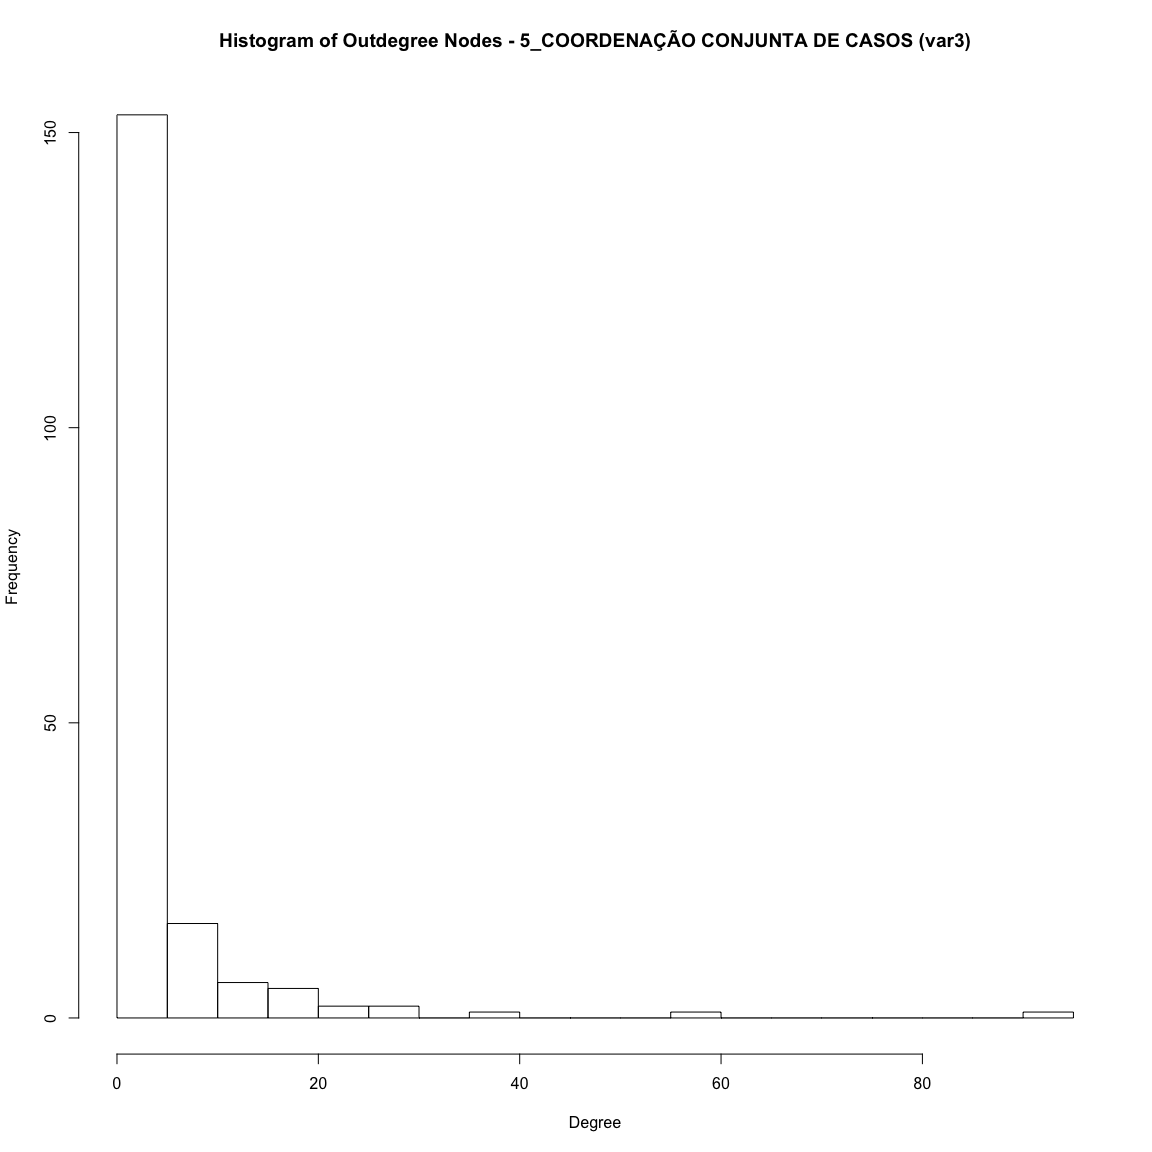 Histogram of Outdegree Nodes - 5_COORDENAÇÃO CONJUNTA DE CASOS (var3)
150
100
50
0
Frequency
0 20 40 60 80
Degree